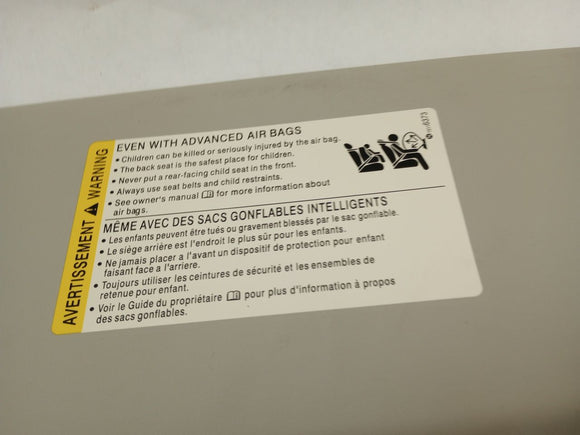 AVERTISSEMENT ⚠ WARNING
EVEN WITH ADVANCED AIR BAGS
• Children can be killed or seriously injured by the air bag.
• The back seat is the safest place for children.
• Never put a rear-facing child seat in the front.
• Always use seat belts and child restraints.
• See owner's manual for more information about
air bags.
MÊME AVEC DES SACS GONFLABLES INTELLIGENTS
• Les enfants peuvent être tués ou gravement blessés par le sac gonflable.
• Le siège arrière est l'endroit le plus sûr pour les enfants.
• Ne jamais placer a l'avant un dispositif de protection pour enfant
faisant face a l'arriere.
• Toujours utiliser les ceintures de sécurité et les ensembles de
retenue pour enfant.
• Voir le Guide du propriétaire pour plus d'information à propos
des sacs gonflables.